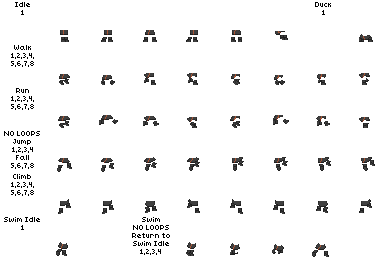 Idle
1
Duck
1
Walk
1,2,3,4,
5,6,7,8
Run
1,2,3,4,
5,6,7,8
NO LOOPS
Jump
1,2,3,4
Fall
5,6,7,8
Climb
1,2,3,4,
5,6,7,8
Swim Idle
1
Swim
NO LOOPS
Return to
Swim Idle
1,2,3,4